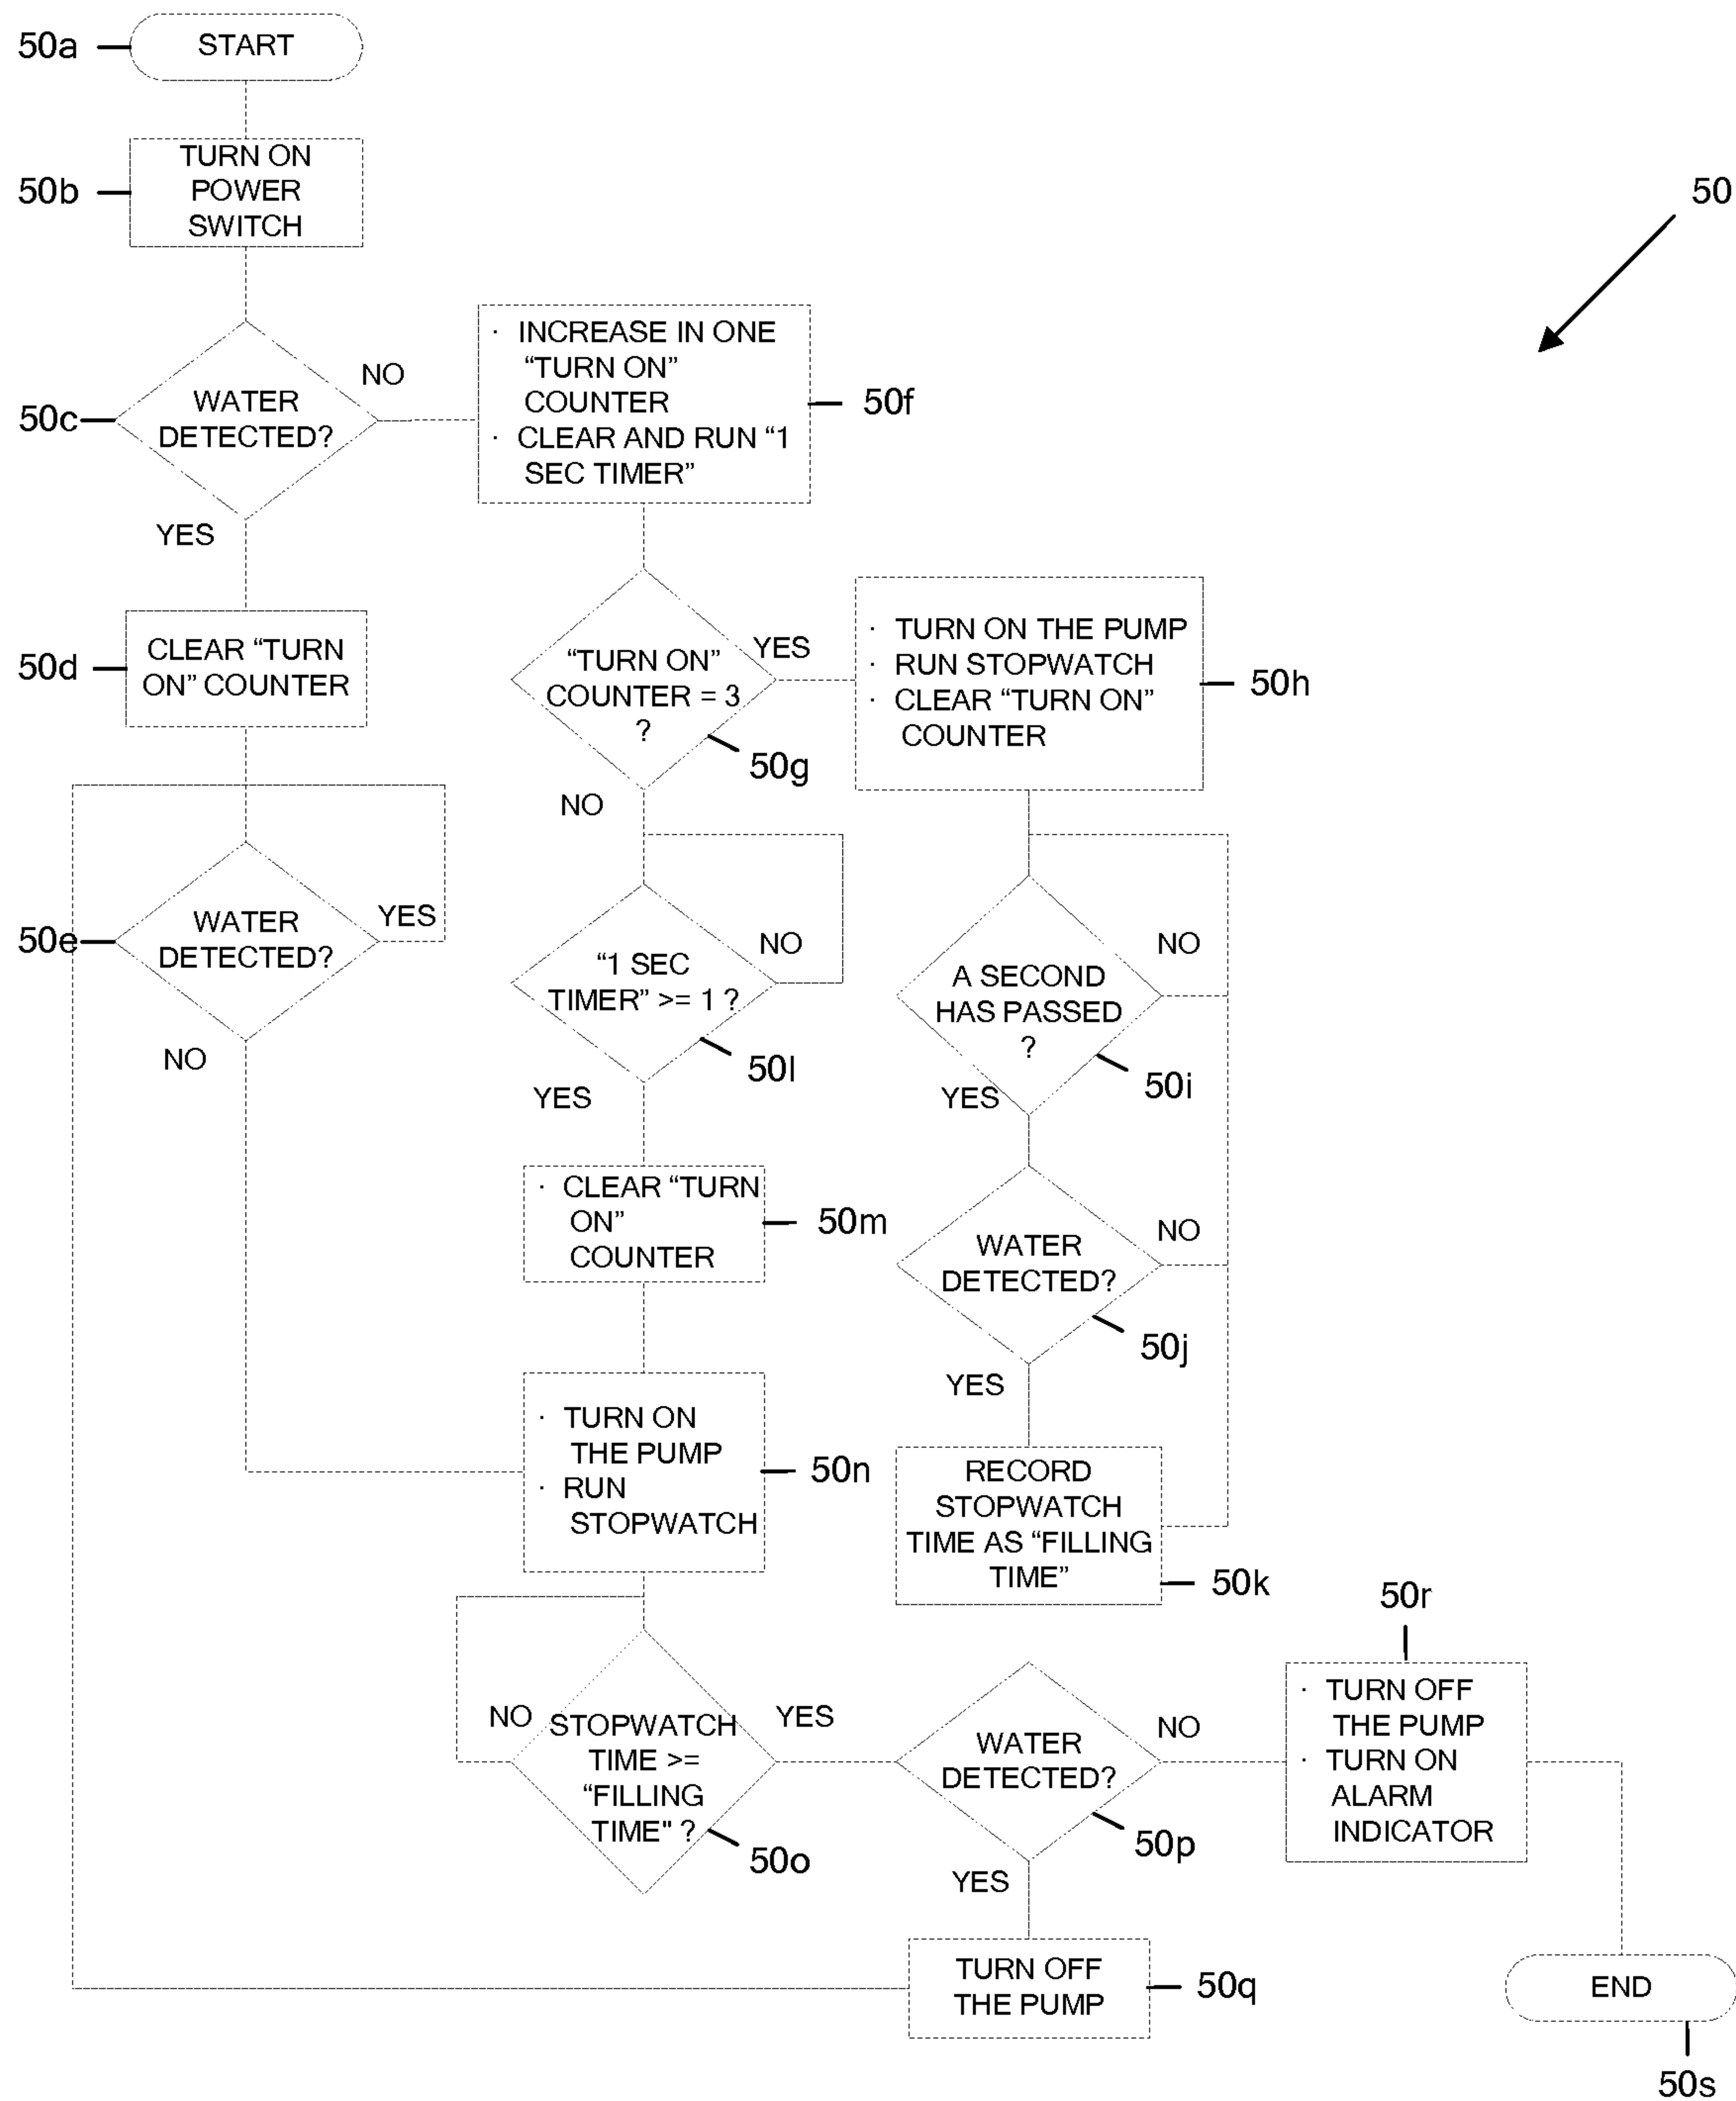 50a
START
50b
TURN ON
POWER
SWITCH
50
50c
WATER
DETECTED?
NO
YES
· INCREASE IN ONE
“TURN ON”
COUNTER
· CLEAR AND RUN “1
SEC TIMER”
50f
50d
CLEAR “TURN
ON” COUNTER
“TURN ON”
COUNTER = 3
?
YES
50g
NO
· TURN ON THE PUMP
· RUN STOPWATCH
· CLEAR “TURN ON”
COUNTER
50h
50e
WATER
DETECTED?
YES
NO
“1 SEC
TIMER” >= 1 ?
NO
50l
YES
A SECOND
HAS PASSED
?
NO
50i
YES
· CLEAR “TURN
ON”
COUNTER
50m
WATER
DETECTED?
NO
50j
YES
· TURN ON
THE PUMP
· RUN
STOPWATCH
50n
RECORD
STOPWATCH
TIME AS “FILLING
TIME”
50k
50r
NO
STOPWATCH
TIME >=
“FILLING
TIME" ?
YES
50o
WATER
DETECTED?
NO
50p
YES
· TURN OFF
THE PUMP
· TURN ON
ALARM
INDICATOR
TURN OFF
THE PUMP
50q
END
50s